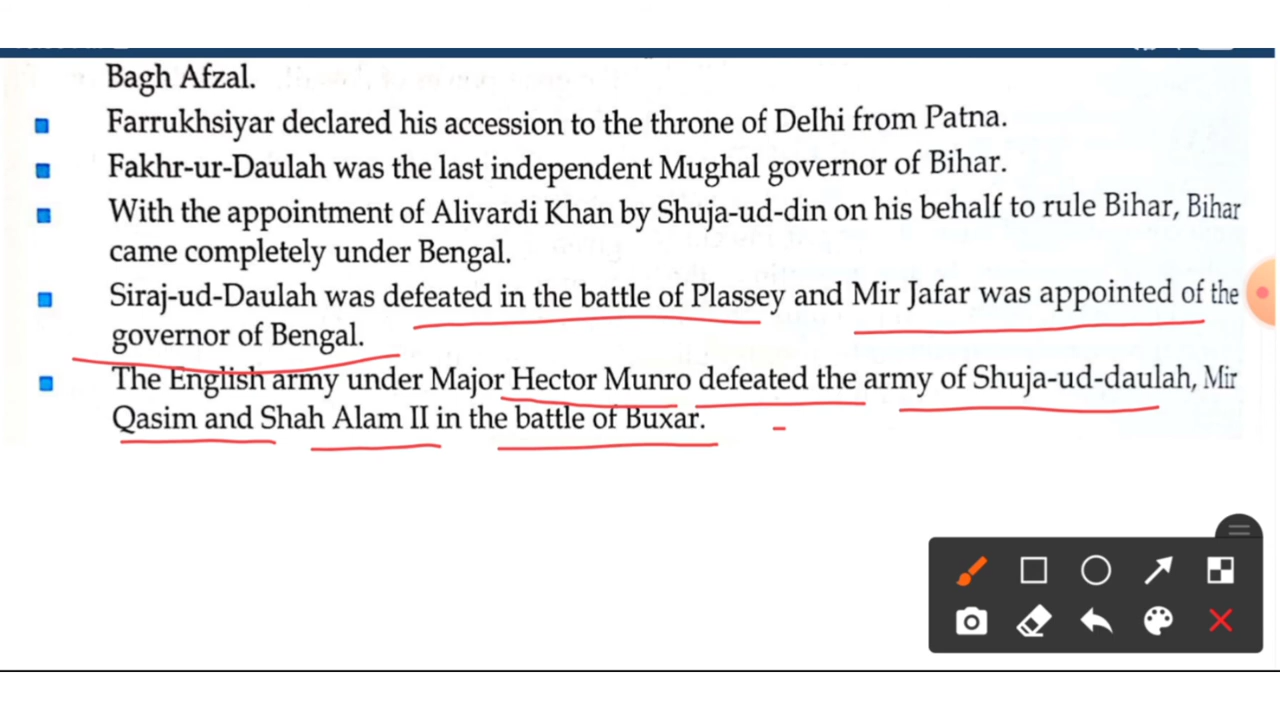 Bagh Afzal.
Farrukhsiyar declared his accession to the throne of Delhi from Patna.
Fakhr-ur-Daulah was the last independent Mughal governor of Bihar.
With the appointment of Alivardi Khan by Shuja-ud-din on his behalf to rule Bihar, Bihar
came completely under Bengal.
Siraj-ud-Daulah was defeated in the battle of Plassey and Mir Jafar was appointed of the
governor of Bengal.
The English army under Major Hector Munro defeated the army of Shuja-ud-daulah, Mir
Qasim and Shah Alam II in the battle of Buxar.